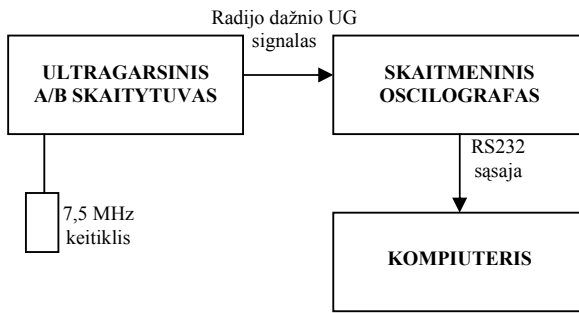 Radijo dažnio UG
signalas
ULTRAGARSINIS
A/B SKAITYTUVAS
SKAITMENINIS
OSCILOGRAFAS
RS232
sąsaja
7,5 MHz
keitiklis
KOMPIUTERIS